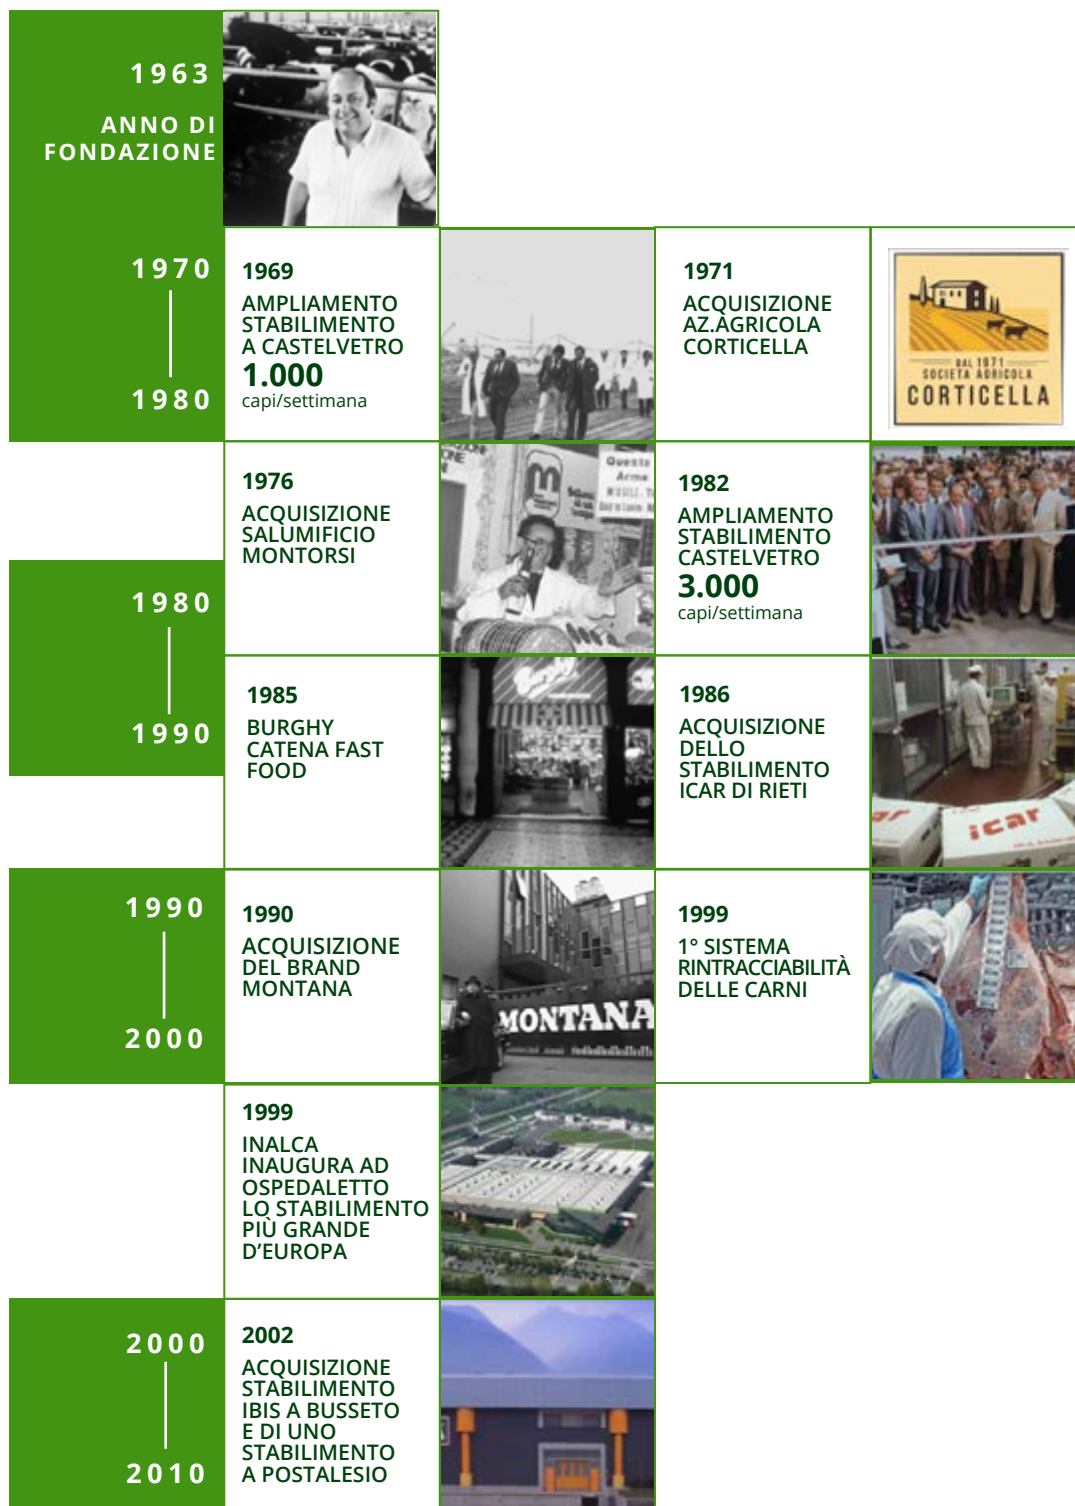 1963
ANNO DI
FONDAZIONE
1970
1980
1969
AMPLIAMENTO
STABILIMENTO
A CASTELVETRO
1.000
capi/settimana
1971
ACQUISIZIONE
AZ.AGRICOLA
CORTICELLA
DAL 1971
SOCIETÀ AGRICOLA
CORTICELLA
1976
ACQUISIZIONE
SALUMIFICIO
MONTORSI
Questo
1982
AMPLIAMENTO
STABILIMENTO
CASTELVETRO
3.000
capi/settimana
1980
1990
1985
BURGHY
CATENA FAST
FOOD
Burghy
1986
ACQUISIZIONE
DELLO
STABILIMENTO
ICAR DI RIETI
icar
1990
2000
1990
ACQUISIZIONE
DEL BRAND
MONTANA
MONTANA
1999
1° SISTEMA
RINTRACCIABILITÀ
DELLE CARNI
1999
INALCA
INAUGURA AD
OSPEDALETTO
LO STABILIMENTO
PIÙ GRANDE
D’EUROPA
2000
2010
2002
ACQUISIZIONE
STABILIMENTO
IBIS A BUSSETO
E DI UNO
STABILIMENTO
A POSTALESIO